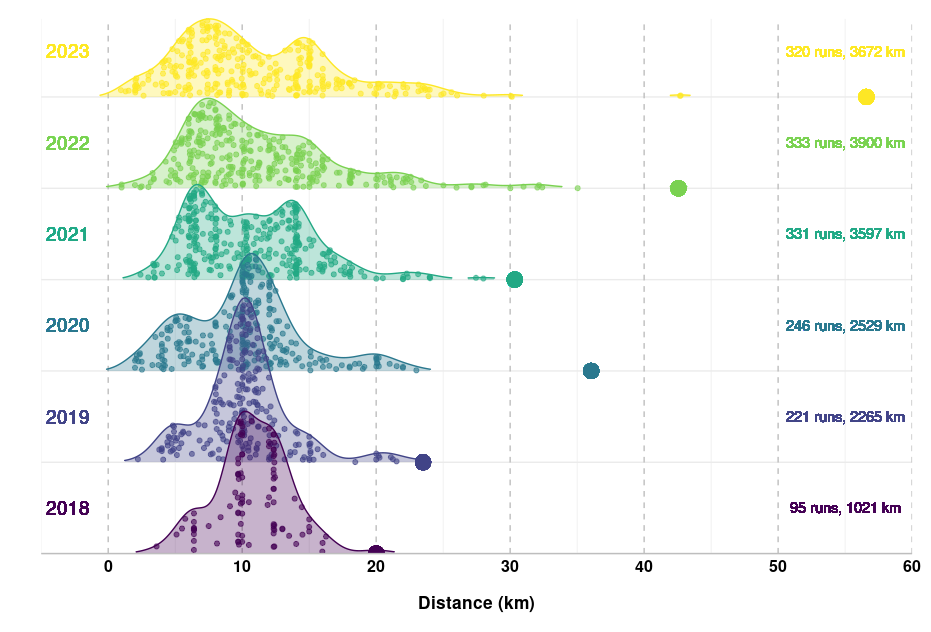 2023 320 runs, 3672 km
2022 333 runs, 3900 km
2021 331 runs, 3597 km
2020 246 runs, 2529 km
2019 221 runs, 2265 km
2018 95 runs, 1021 km
0 10 20 30 40 50 60
Distance (km)